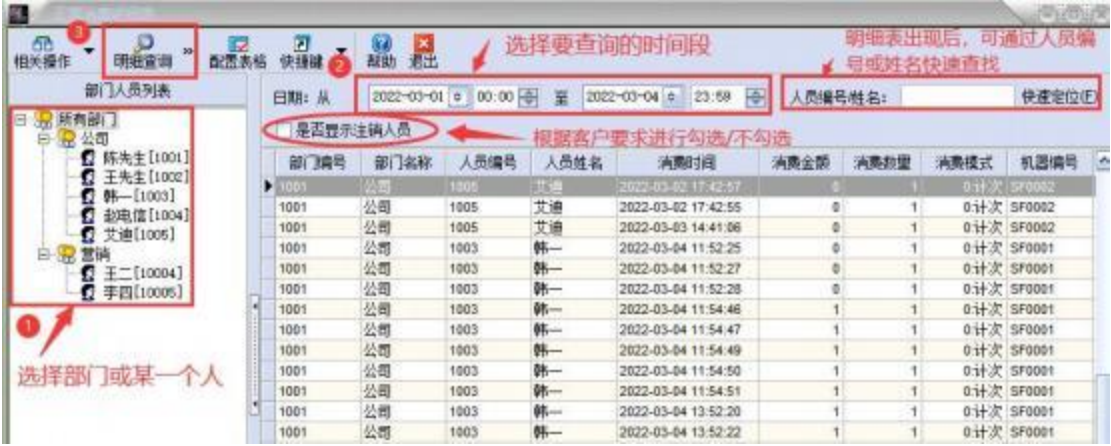 3
相关操作 明细查询 » 配置表格 快捷键 2 帮助 退出
选择要查询的时间段
明细表出现后，可通过人员编
号或姓名快速查找
部门人员列表
日期: 从 2022-03-01 00:00 至 2022-03-04 23:59 人员编号/姓名: 快速定位(F)
是否显示注销人员
根据客户要求进行勾选/不勾选
所有部门
公司
陈先生[1001]
王先生[1002]
韩一[1003]
赵电信[1004]
艾迪[1005]
营销
王二[10004]
李四[10005]
1
选择部门或某一个人
部门编号 部门名称 人员编号 人员姓名 消费时间 消费金额 消费数量 消费模式 机器编号
1001 公司 1005 艾迪 2022-03-02 17:42:57 0 1 0:计次 SF0002
1001 公司 1005 艾迪 2022-03-02 17:42:55 0 1 0:计次 SF0002
1001 公司 1005 艾迪 2022-03-03 14:41:06 0 1 0:计次 SF0002
1001 公司 1003 韩一 2022-03-04 11:52:25 0 1 0:计次 SF0001
1001 公司 1003 韩一 2022-03-04 11:52:27 0 1 0:计次 SF0001
1001 公司 1003 韩一 2022-03-04 11:52:28 0 1 0:计次 SF0001
1001 公司 1003 韩一 2022-03-04 11:54:46 1 1 0:计次 SF0001
1001 公司 1003 韩一 2022-03-04 11:54:47 1 1 0:计次 SF0001
1001 公司 1003 韩一 2022-03-04 11:54:49 1 1 0:计次 SF0001
1001 公司 1003 韩一 2022-03-04 11:54:50 1 1 0:计次 SF0001
1001 公司 1003 韩一 2022-03-04 11:54:51 1 1 0:计次 SF0001
1001 公司 1003 韩一 2022-03-04 13:52:20 1 1 0:计次 SF0001
1001 公司 1003 韩一 2022-03-04 13:52:22 1 1 0:计次 SF0001